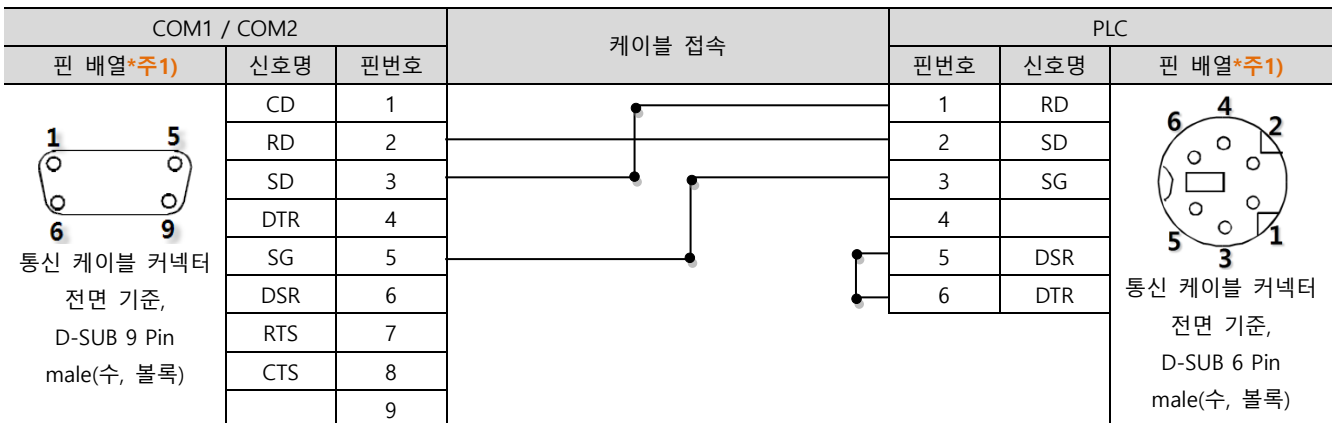 COM1 / COM2 케이블 접속 PLC
핀 배열*주1) 신호명 핀번호 핀번호 신호명 핀 배열*주1)
1 5
6 9
통신 케이블 커넥터
전면 기준,
D-SUB 9 Pin
male(수, 볼록)
CD 1 1 RD
RD 2 2 SD
SD 3 3 SG
DTR 4 4
SG 5 5 DSR
DSR 6 6 DTR
RTS 7
CTS 8
9
6 4 2
5 3 1
통신 케이블 커넥터
전면 기준,
D-SUB 6 Pin
male(수, 볼록)